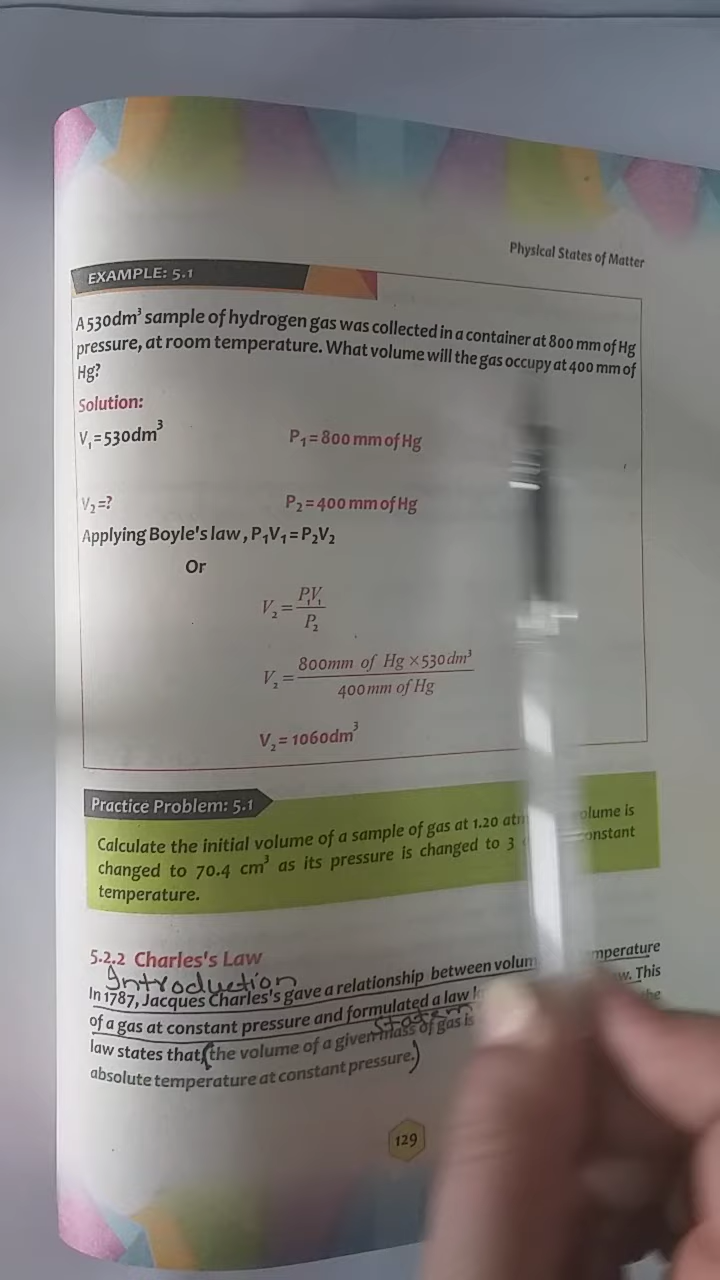 Physical States of Matter
EXAMPLE: 5.1
A 530dm³ sample of hydrogen gas was collected in a container at 800 mm of Hg
pressure, at room temperature. What volume will the gas occupy at 400 mm of
Hg?
Solution:
V₁=530dm³ P₁=800 mm of Hg
V₂=? P₂=400 mm of Hg
Applying Boyle's law, P₁V₁=P₂V₂
Or
V₂ = P₁V₁ / P₂
V₂ = 800mm of Hg ×530dm³ / 400mm of Hg
V₂= 1060dm³
Practice Problem: 5.1
Calculate the initial volume of a sample of gas at 1.20 olume is
changed to 70.4 cm³ as its pressure is changed to 3 onstant
temperature.
5.2.2 Charles's Law
Introduction
In 1787, Jacques Charles's gave a relationship between volum mperature
of a gas at constant pressure and formulated a law w. This
law states that (the volume of a given mass of gas is the
absolute temperature at constant pressure.)
129